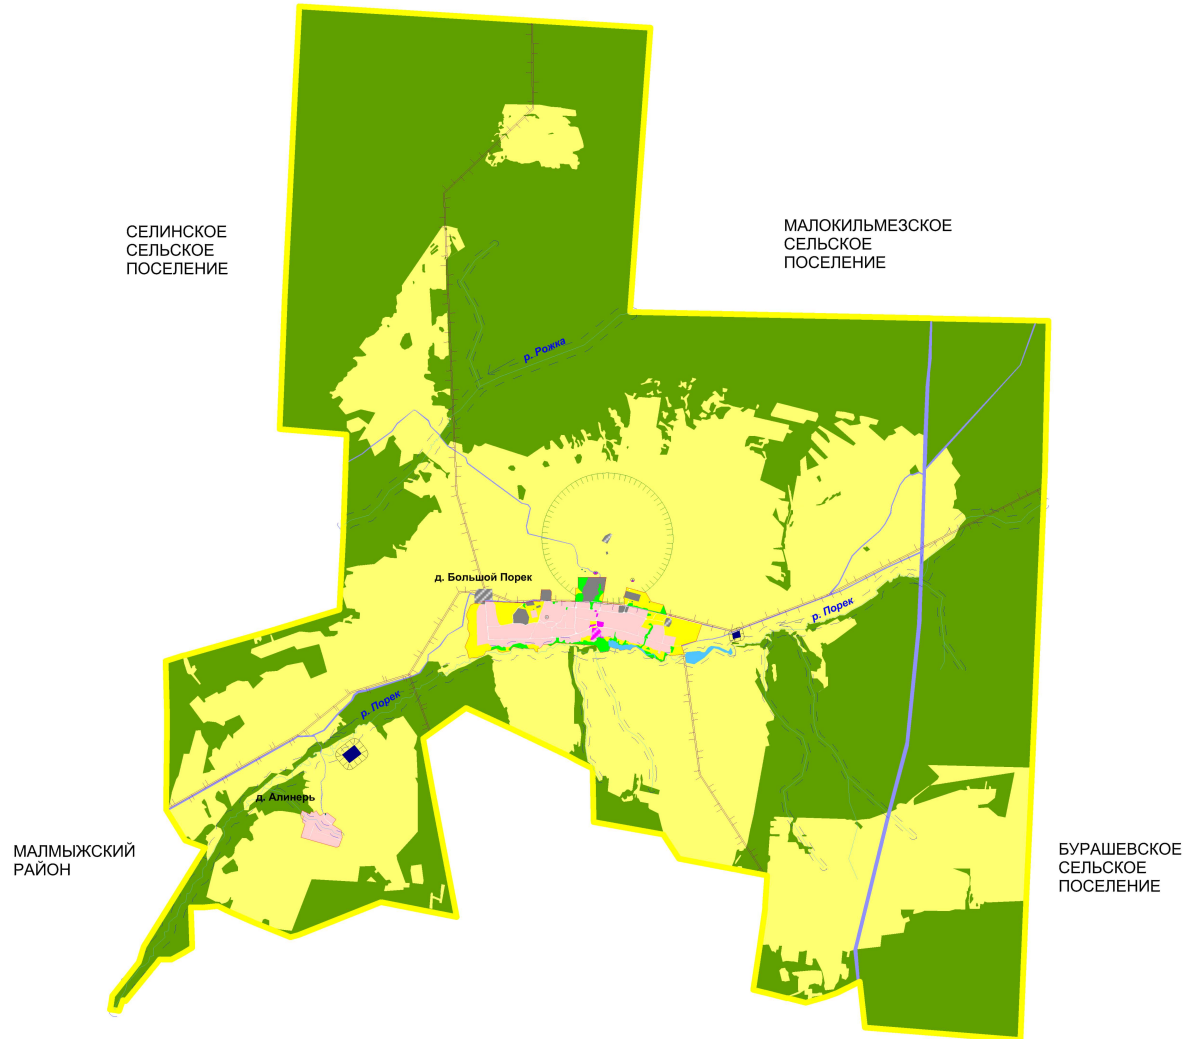 СЕЛИНСКОЕ
СЕЛЬСКОЕ
ПОСЕЛЕНИЕ
МАЛОКИЛЬМЕЗСКОЕ
СЕЛЬСКОЕ
ПОСЕЛЕНИЕ
р. Рожка
д. Большой Порек
р. Порек
р. Порек
д. Алинерь
МАЛМЫЖСКИЙ
РАЙОН
БУРАШЕВСКОЕ
СЕЛЬСКОЕ
ПОСЕЛЕНИЕ